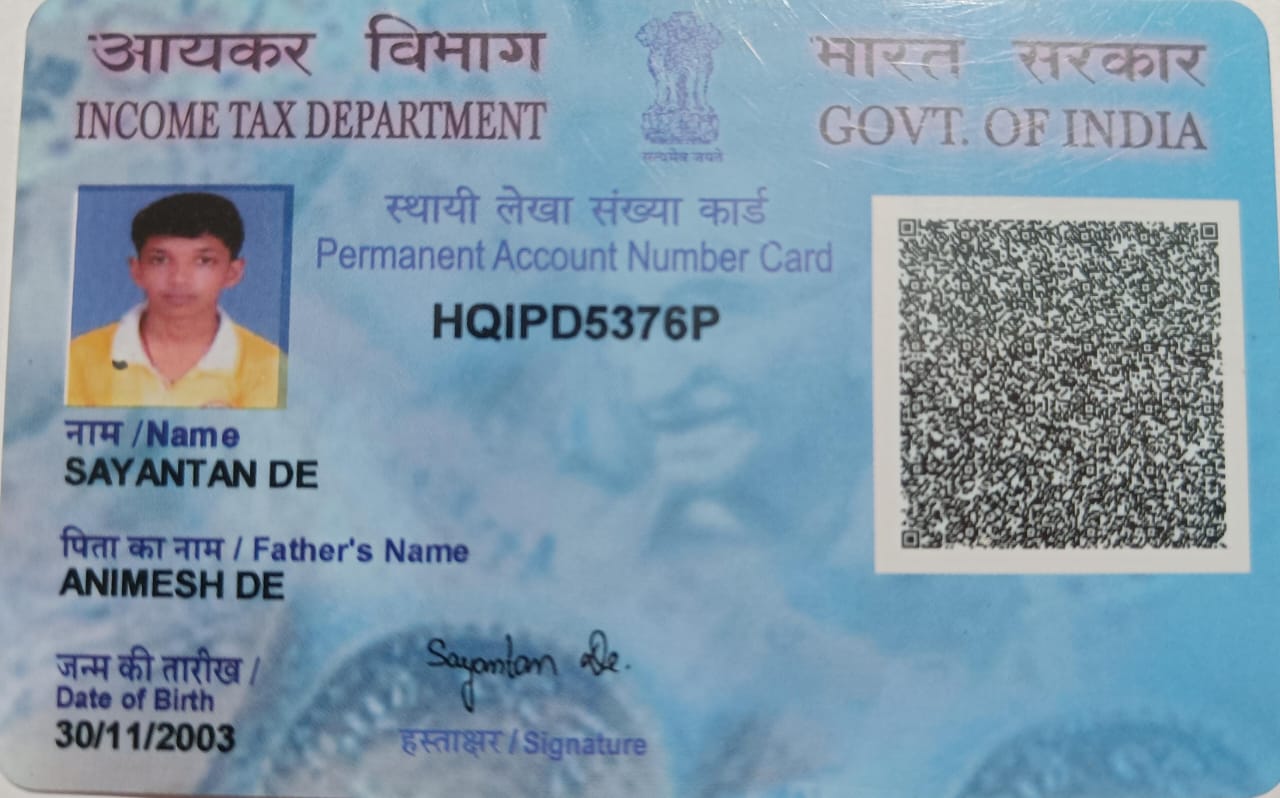 आयकर विभाग
INCOME TAX DEPARTMENT
सत्यमेव जयते
भारत सरकार
GOVT. OF INDIA
स्थायी लेखा संख्या कार्ड
Permanent Account Number Card
HQIPD5376P
नाम /Name
SAYANTAN DE
पिता का नाम / Father's Name
ANIMESH DE
जन्म की तारीख /
Date of Birth
30/11/2003
Sayantan De.
हस्ताक्षर / Signature